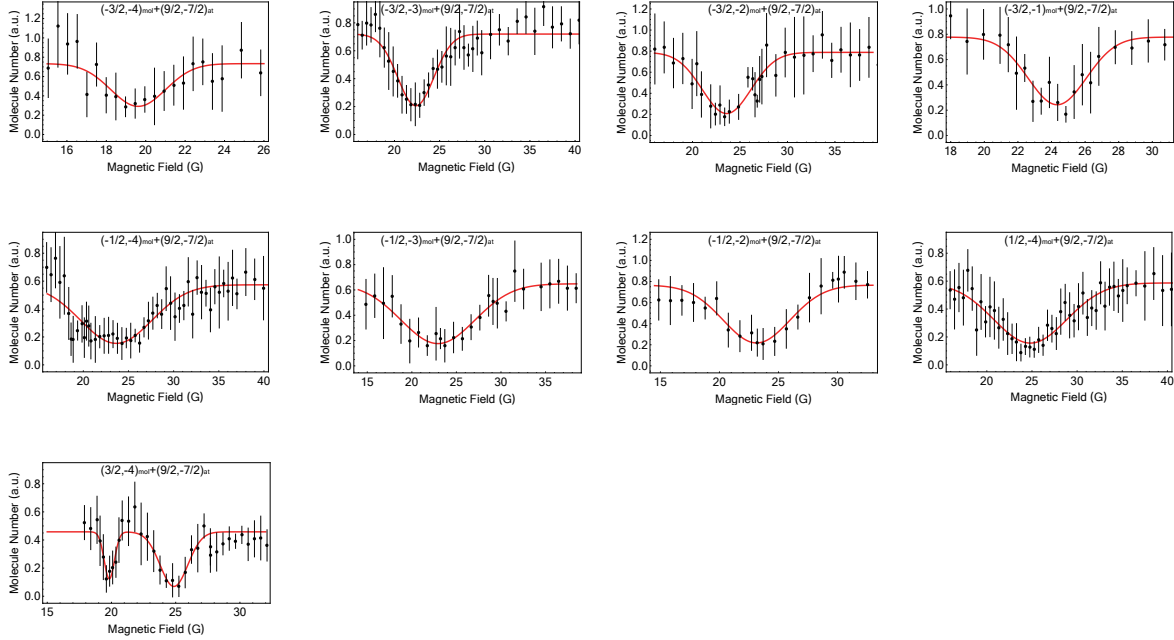 (-3/2,-4)mol+(9/2,-7/2)at
Molecule Number (a.u.)
0.0 0.2 0.4 0.6 0.8 1.0 1.2
16 18 20 22 24 26
Magnetic Field (G)
(-3/2,-3)mol+(9/2,-7/2)at
Molecule Number (a.u.)
0.0 0.2 0.4 0.6 0.8
20 25 30 35 40
Magnetic Field (G)
(-3/2,-2)mol+(9/2,-7/2)at
Molecule Number (a.u.)
0.0 0.2 0.4 0.6 0.8 1.0 1.2
20 25 30 35
Magnetic Field (G)
(-3/2,-1)mol+(9/2,-7/2)at
Molecule Number (a.u.)
0.0 0.2 0.4 0.6 0.8 1.0
18 20 22 24 26 28 30
Magnetic Field (G)
(-1/2,-4)mol+(9/2,-7/2)at
Molecule Number (a.u.)
0.0 0.2 0.4 0.6 0.8
20 25 30 35 40
Magnetic Field (G)
(-1/2,-3)mol+(9/2,-7/2)at
Molecule Number (a.u.)
0.0 0.2 0.4 0.6 0.8 1.0
15 20 25 30 35
Magnetic Field (G)
(-1/2,-2)mol+(9/2,-7/2)at
Molecule Number (a.u.)
0.0 0.2 0.4 0.6 0.8 1.0 1.2
15 20 25 30
Magnetic Field (G)
(1/2,-4)mol+(9/2,-7/2)at
Molecule Number (a.u.)
0.0 0.2 0.4 0.6 0.8
20 25 30 35 40
Magnetic Field (G)
(3/2,-4)mol+(9/2,-7/2)at
Molecule Number (a.u.)
0.0 0.2 0.4 0.6 0.8
15 20 25 30
Magnetic Field (G)